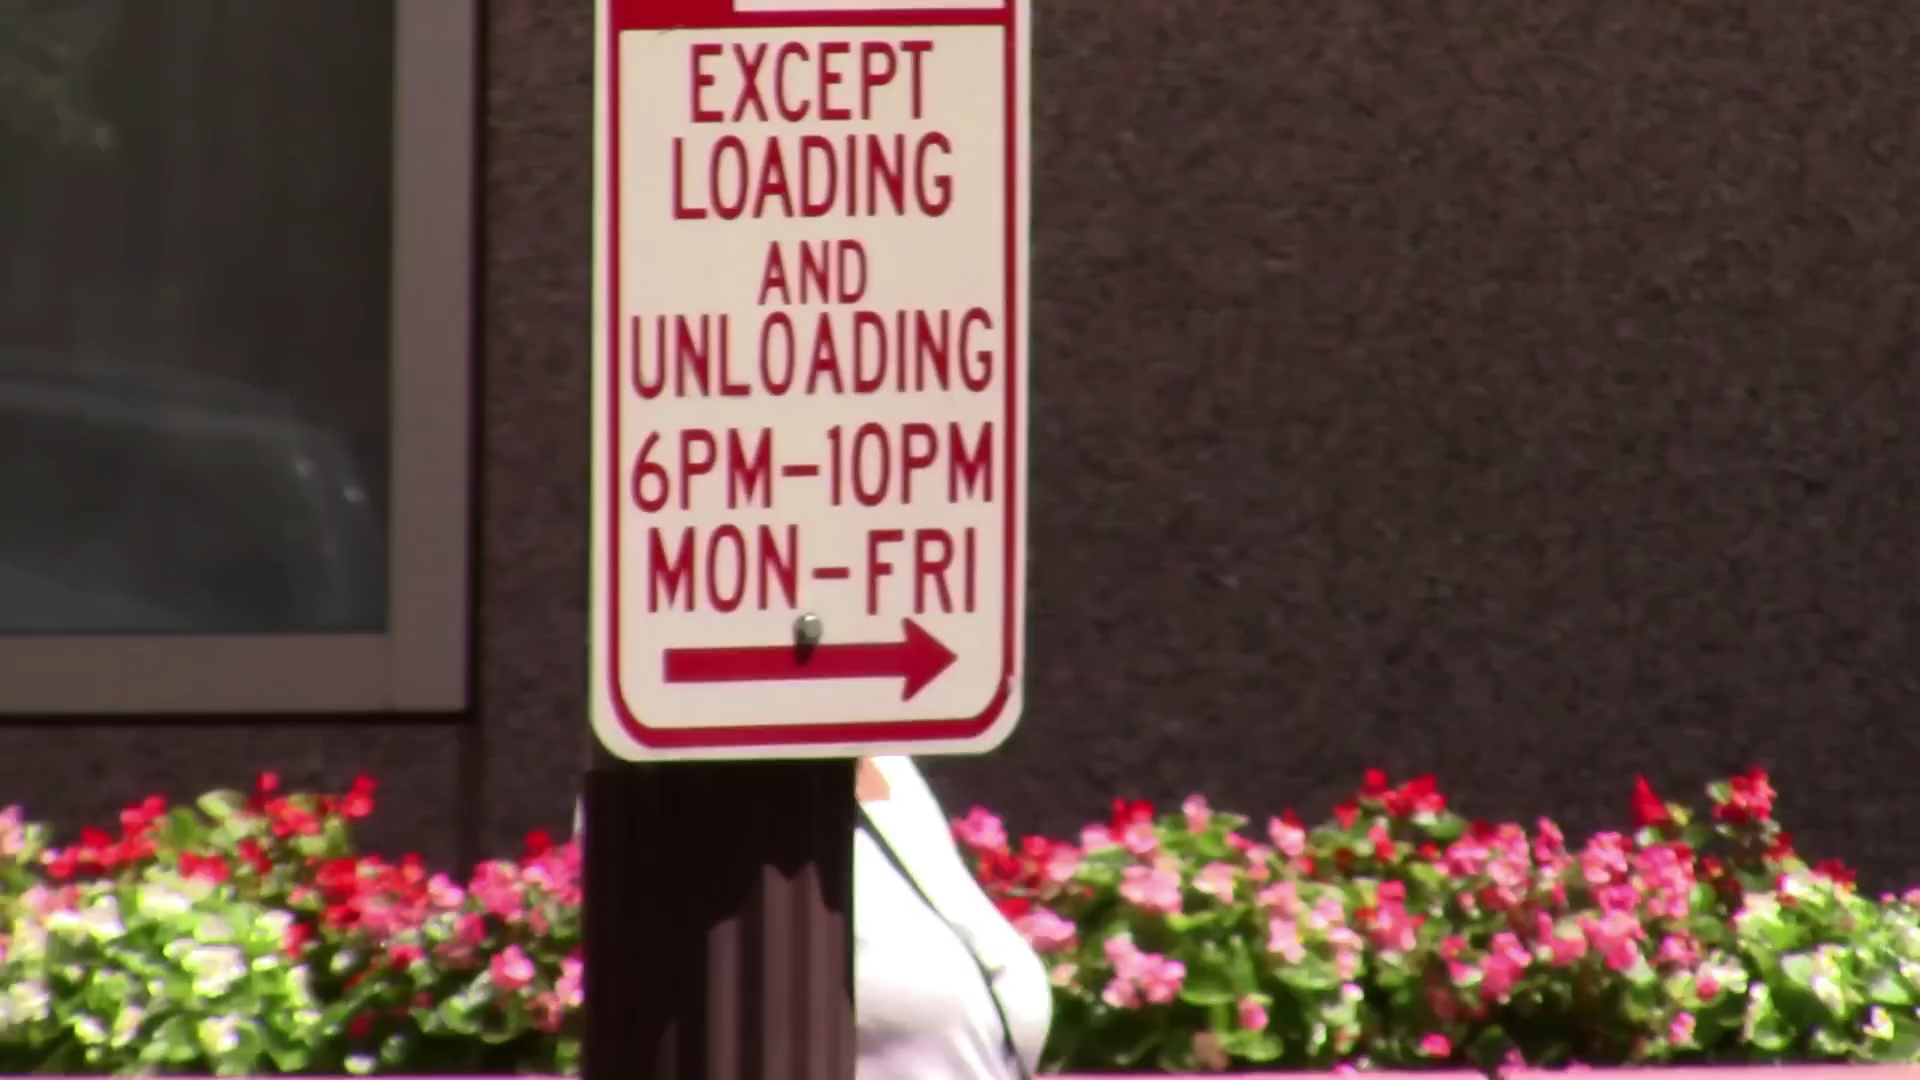 EXCEPT
LOADING
AND
UNLOADING
6PM-10PM
MON-FRI